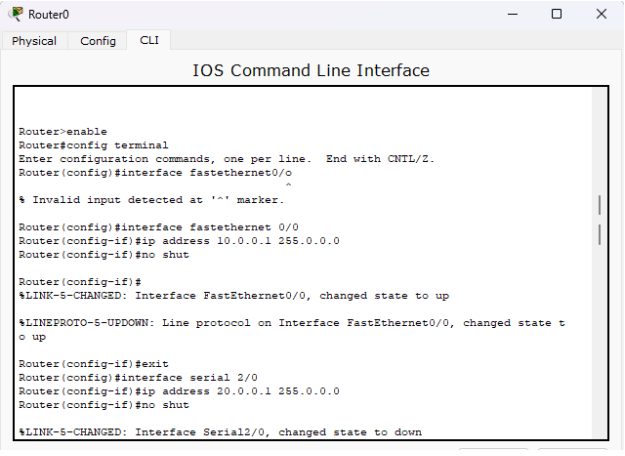 Router0
Physical Config CLI
IOS Command Line Interface
Router>enable
Router#config terminal
Enter configuration commands, one per line.  End with CNTL/Z.
Router(config)#interface fastethernet0/o
^
% Invalid input detected at '^' marker.
Router(config)#interface fastethernet 0/0
Router(config-if)#ip address 10.0.0.1 255.0.0.0
Router(config-if)#no shut
Router(config-if)#
%LINK-5-CHANGED: Interface FastEthernet0/0, changed state to up
%LINEPROTO-5-UPDOWN: Line protocol on Interface FastEthernet0/0, changed state t
o up
Router(config-if)#exit
Router(config)#interface serial 2/0
Router(config-if)#ip address 20.0.0.1 255.0.0.0
Router(config-if)#no shut
%LINK-5-CHANGED: Interface Serial2/0, changed state to down